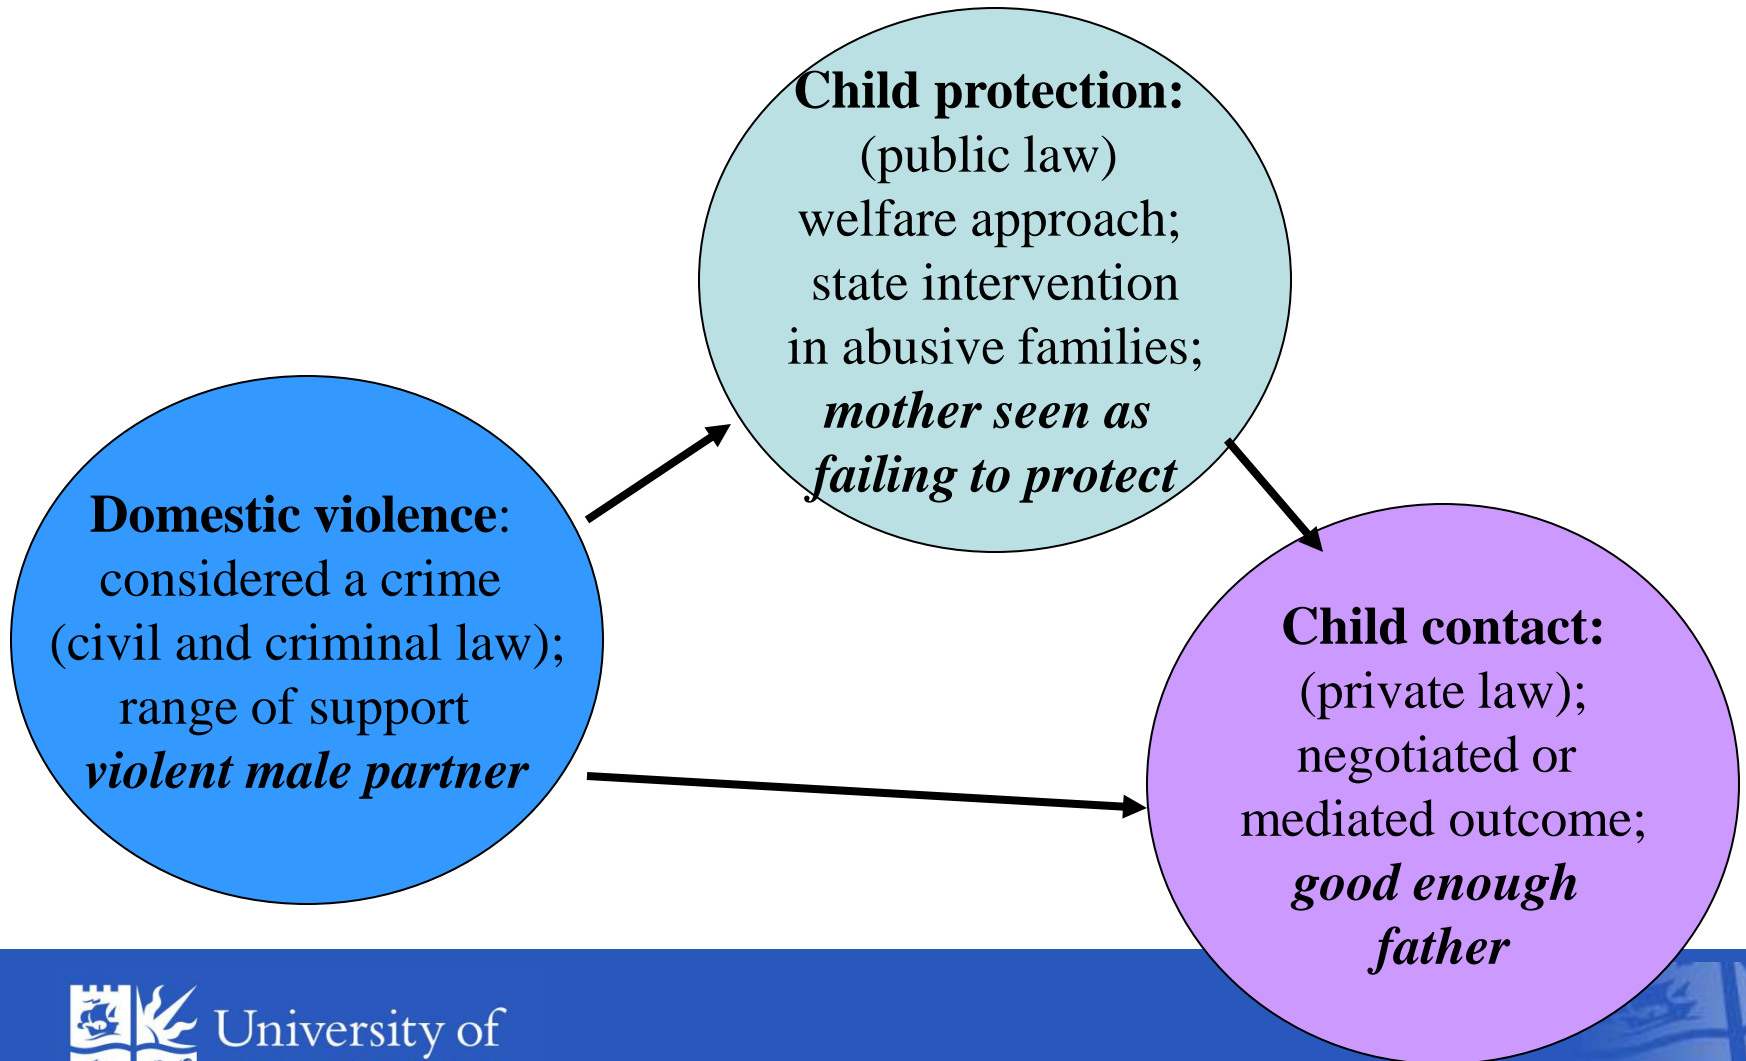 Child protection:
(public law)
welfare approach;
state intervention
in abusive families;
mother seen as
failing to protect
Domestic violence:
considered a crime
(civil and criminal law);
range of support
violent male partner
Child contact:
(private law);
negotiated or
mediated outcome;
good enough
father
University of